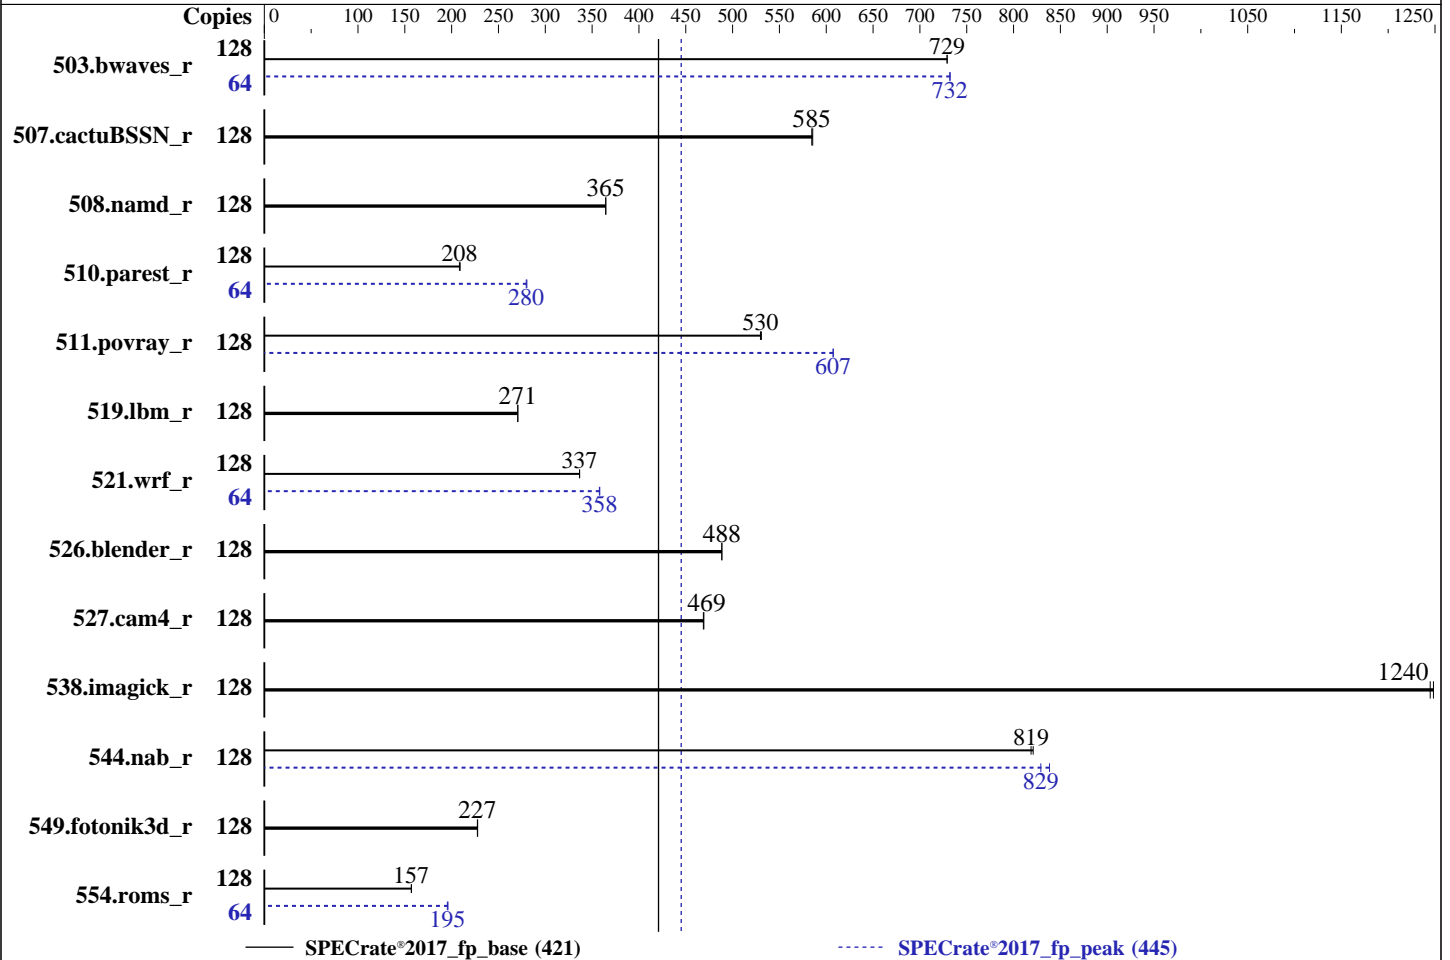 Copies 0 100 150 200 250 300 350 400 450 500 550 600 650 700 750 800 850 900 950 1050 1150 1250
503.bwaves_r 128 729
64 732
507.cactuBSSN_r 128 585
508.namd_r 128 365
510.parest_r 128 208
64 280
511.povray_r 128 530
607
519.lbm_r 128 271
521.wrf_r 128 337
64 358
526.blender_r 128 488
527.cam4_r 128 469
538.imagick_r 128 1240
544.nab_r 128 819
829
549.fotonik3d_r 128 227
554.roms_r 128 157
64 195
SPECrate®2017_fp_base (421) SPECrate®2017_fp_peak (445)